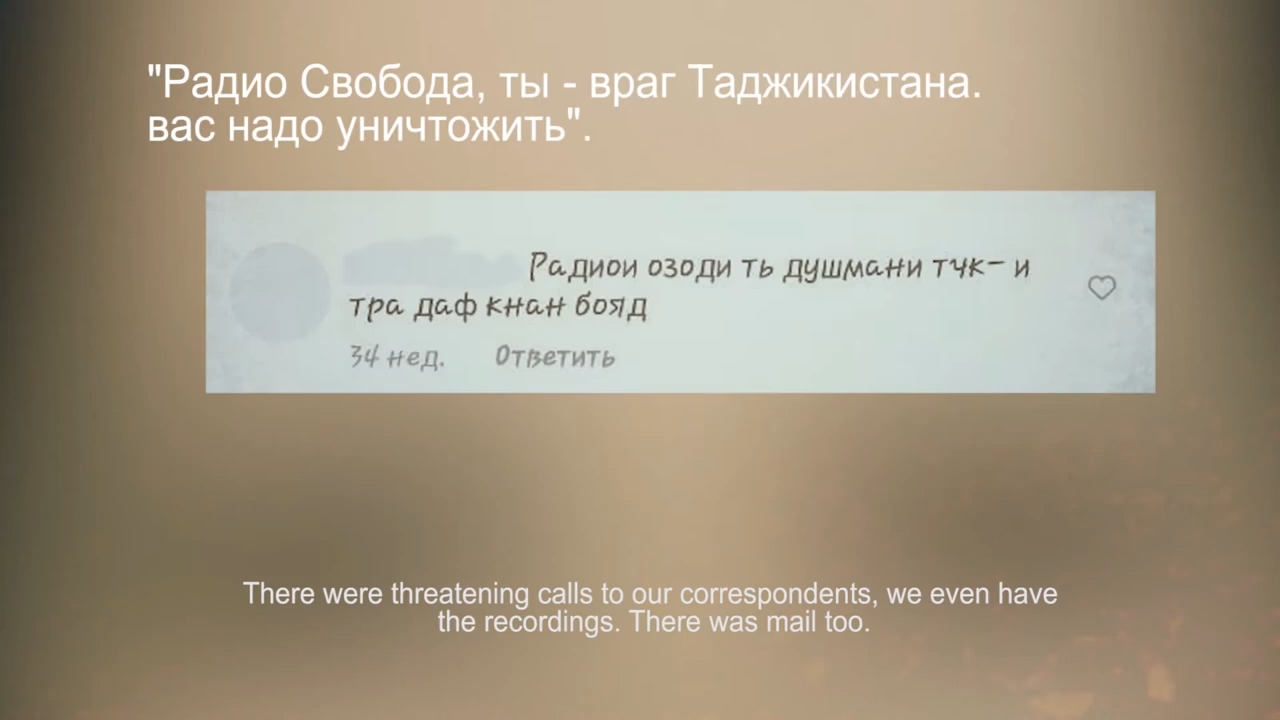 "Радио Свобода, ты - враг Таджикистана.
вас надо уничтожить".
Радиои озоди ть душмани тчк- и
тра даф кнан бояд
34 нед. Ответить
There were threatening calls to our correspondents, we even have
the recordings. There was mail too.